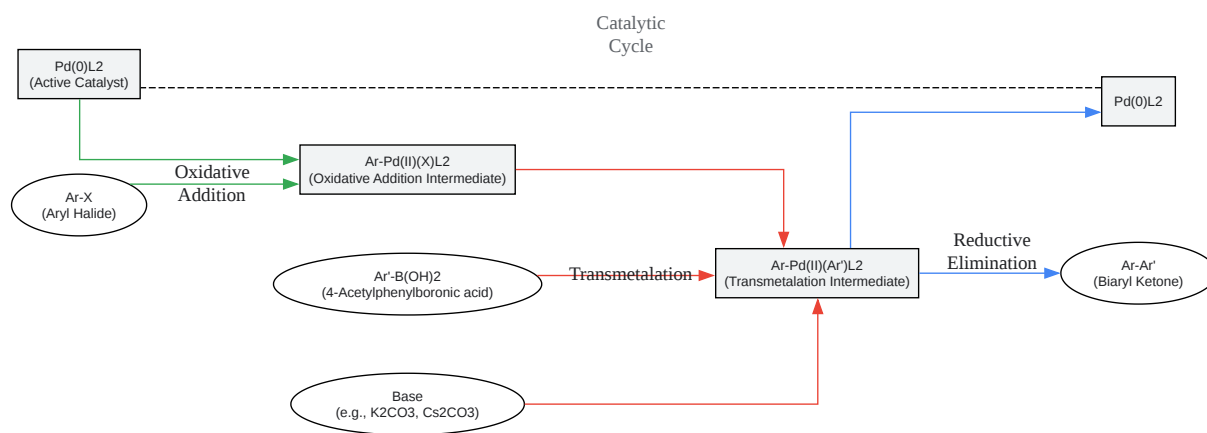 Catalytic
Cycle
Pd(0)L2
(Active Catalyst)
Pd(0)L2
Ar-Pd(II)(X)L2
(Oxidative Addition Intermediate)
Oxidative
Addition
Ar-X
(Aryl Halide)
Reductive
Elimination
Ar-Pd(II)(Ar')L2
(Transmetalation Intermediate)
Ar-Ar'
(Biaryl Ketone)
Ar'-B(OH)2
(4-Acetylphenylboronic acid)
Transmetalation
Base
(e.g., K2CO3, Cs2CO3)